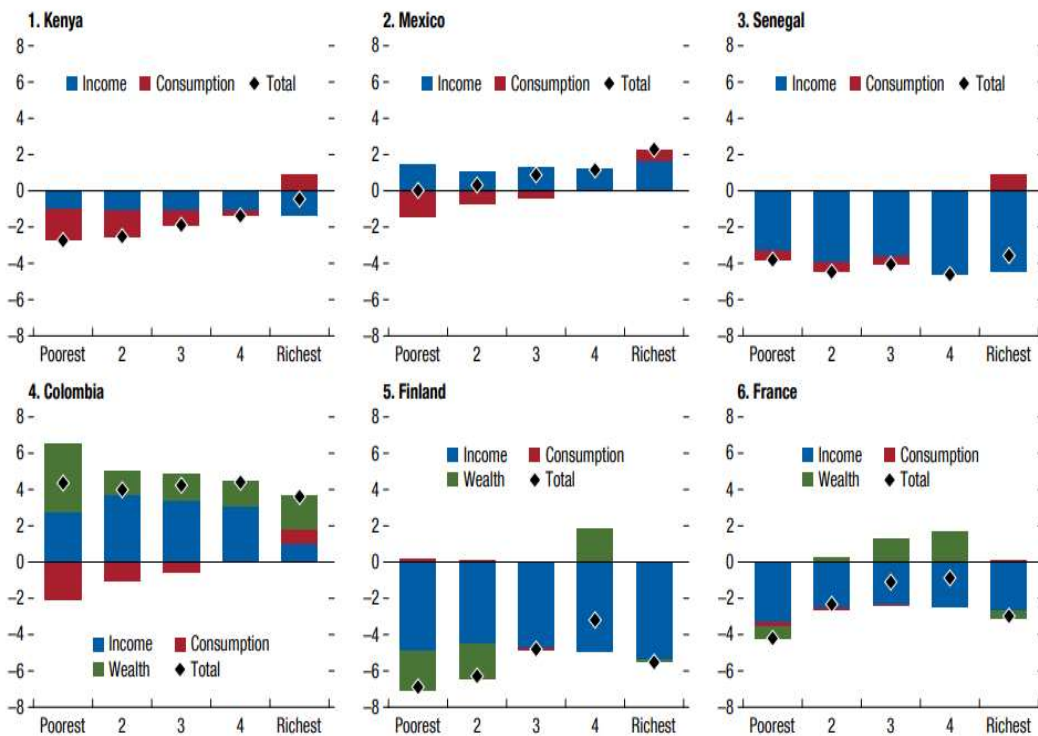 1. Kenya
8
6
4
2
0
–2
–4
–6
–8
Income Consumption Total
Poorest 2 3 4 Richest
2. Mexico
8
6
4
2
0
–2
–4
–6
–8
Income Consumption Total
Poorest 2 3 4 Richest
3. Senegal
8
6
4
2
0
–2
–4
–6
–8
Income Consumption Total
Poorest 2 3 4 Richest
4. Colombia
8
6
4
2
0
–2
–4
–6
–8
Income Consumption
Wealth Total
Poorest 2 3 4 Richest
5. Finland
8
6
4
2
0
–2
–4
–6
–8
Income Consumption
Wealth Total
Poorest 2 3 4 Richest
6. France
8
6
4
2
0
–2
–4
–6
–8
Income Consumption
Wealth Total
Poorest 2 3 4 Richest